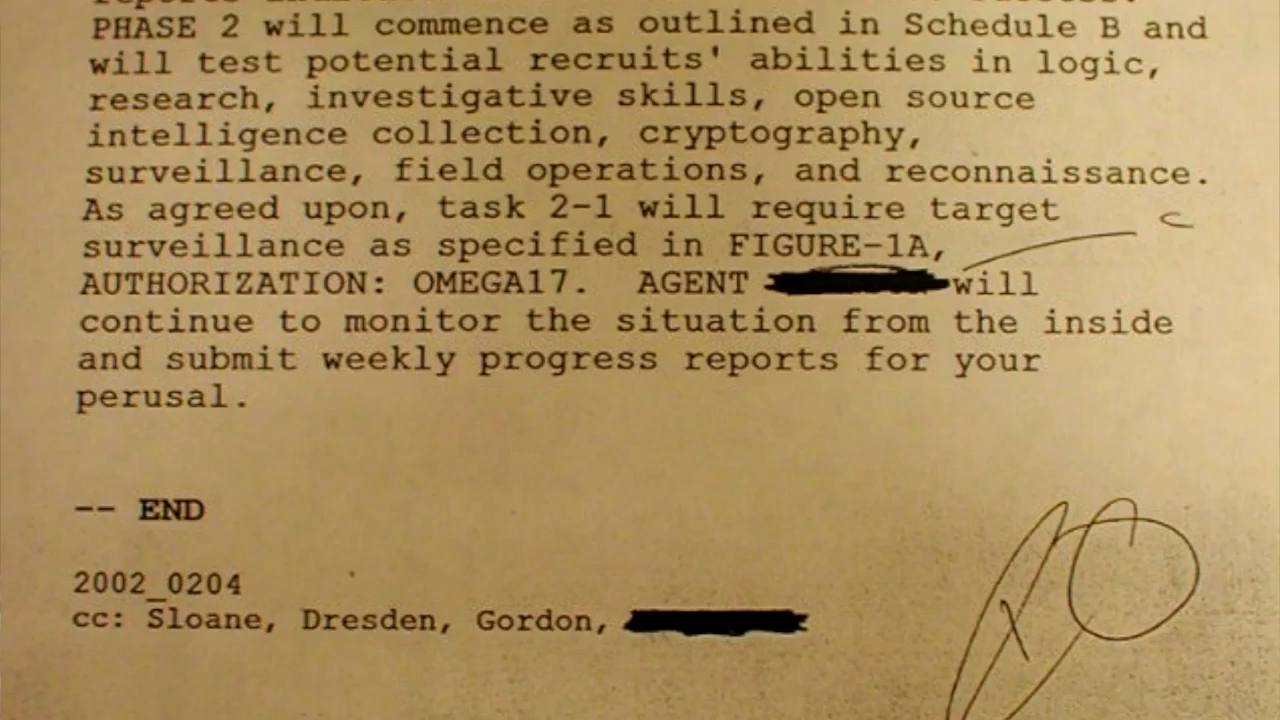 PHASE 2 will commence as outlined in Schedule B and
will test potential recruits' abilities in logic,
research, investigative skills, open source
intelligence collection, cryptography,
surveillance, field operations, and reconnaissance.
As agreed upon, task 2-1 will require target
surveillance as specified in FIGURE-1A,
AUTHORIZATION: OMEGA17. AGENT will
continue to monitor the situation from the inside
and submit weekly progress reports for your
perusal.
-- END
2002_0204
cc: Sloane, Dresden, Gordon,